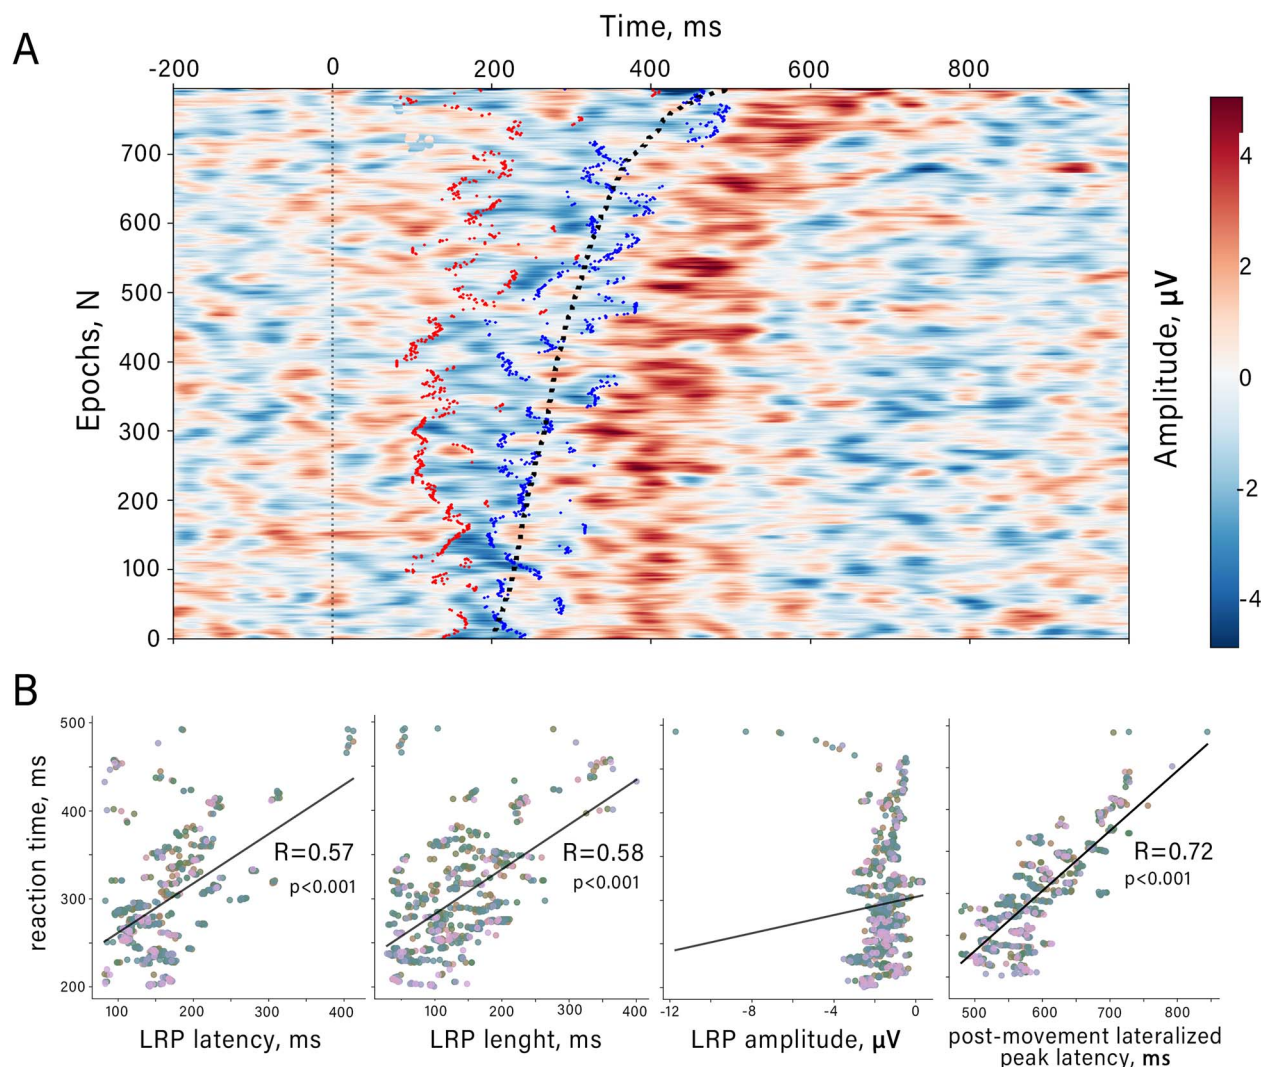 A
Time, ms
-200 0 200 400 600 800
Epochs, N
700
600
500
400
300
200
100
0
Amplitude, µV
4
2
0
-2
-4
B
reaction time, ms
500
400
300
200
R=0.57
p<0.001
100 200 300 400
LRP latency, ms
R=0.58
p<0.001
100 200 300 400
LRP lenght, ms
-12 -8 -4 0
LRP amplitude, µV
R=0.72
p<0.001
500 600 700 800
post-movement lateralized
peak latency, ms